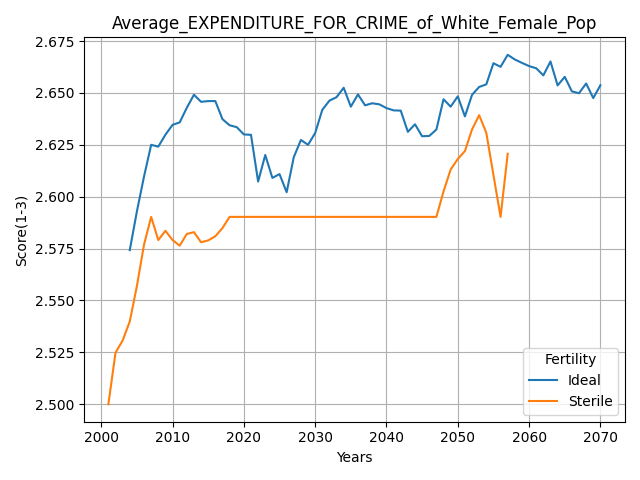 Average_EXPENDITURE_FOR_CRIME_of_White_Female_Pop
Score(1-3)
2.675
2.650
2.625
2.600
2.575
2.550
2.525
2.500
Fertility
Ideal
Sterile
2000 2010 2020 2030 2040 2050 2060 2070
Years